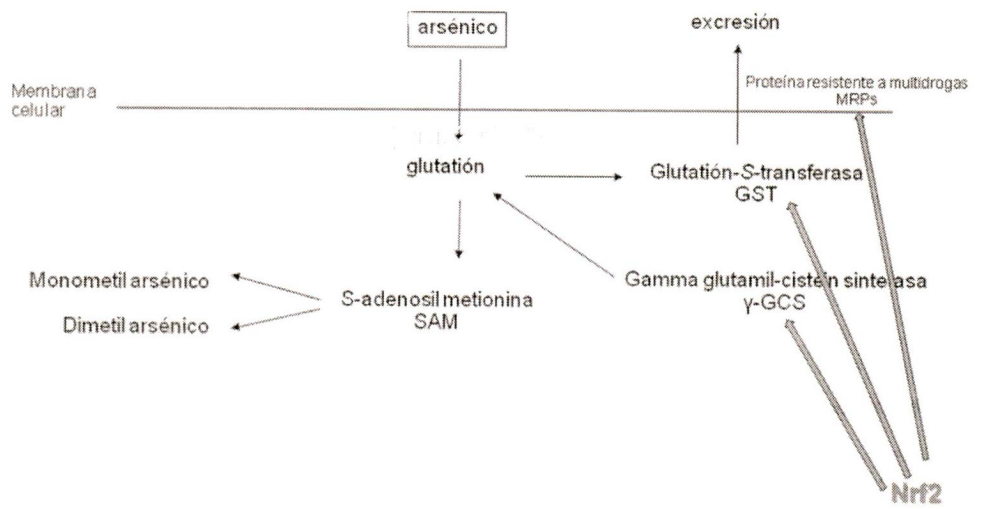 arsénico
excresión
Membrana
celular
Proteína resistente a multidrogas
MRPs
glutatión
Glutatión-S-transferasa
GST
Monometil arsénico
Dimetil arsénico
S-adenosil metionina
SAM
Gamma glutamil-cisteín sintetasa
γ-GCS
Nrf2